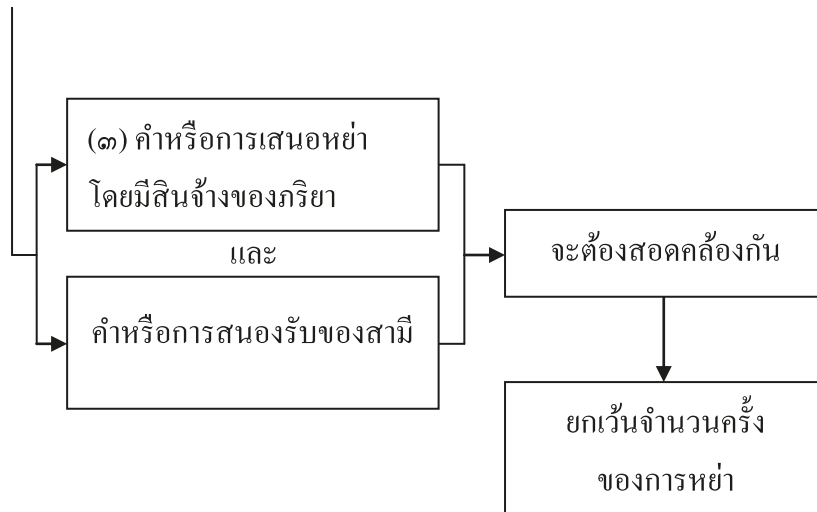 (๓) คำหรือการเสนอหย่า
โดยมีสินจ้างของภริยา
และ
คำหรือการสนองรับของสามี
จะต้องสอดคล้องกัน
ยกเว้นจำนวนครั้ง
ของการหย่า